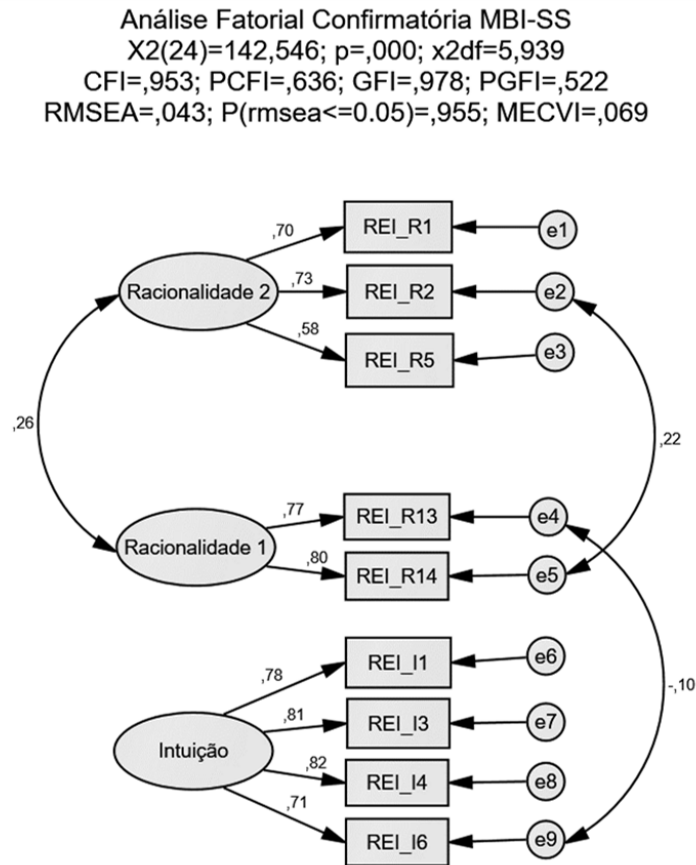 Análise Fatorial Confirmatória MBI-SS
X2(24)=142,546; p=,000; x2df=5,939
CFI=,953; PCFI=,636; GFI=,978; PGFI=,522
RMSEA=,043; P(rmsea<=0.05)=,955; MECVI=,069
,70
REI_R1
e1
Racionalidade 2
,73
REI_R2
e2
,58
REI_R5
e3
,26
,22
,77
REI_R13
e4
Racionalidade 1
,80
REI_R14
e5
,78
REI_I1
e6
-,10
,81
REI_I3
e7
Intuição
,82
REI_I4
e8
,71
REI_I6
e9